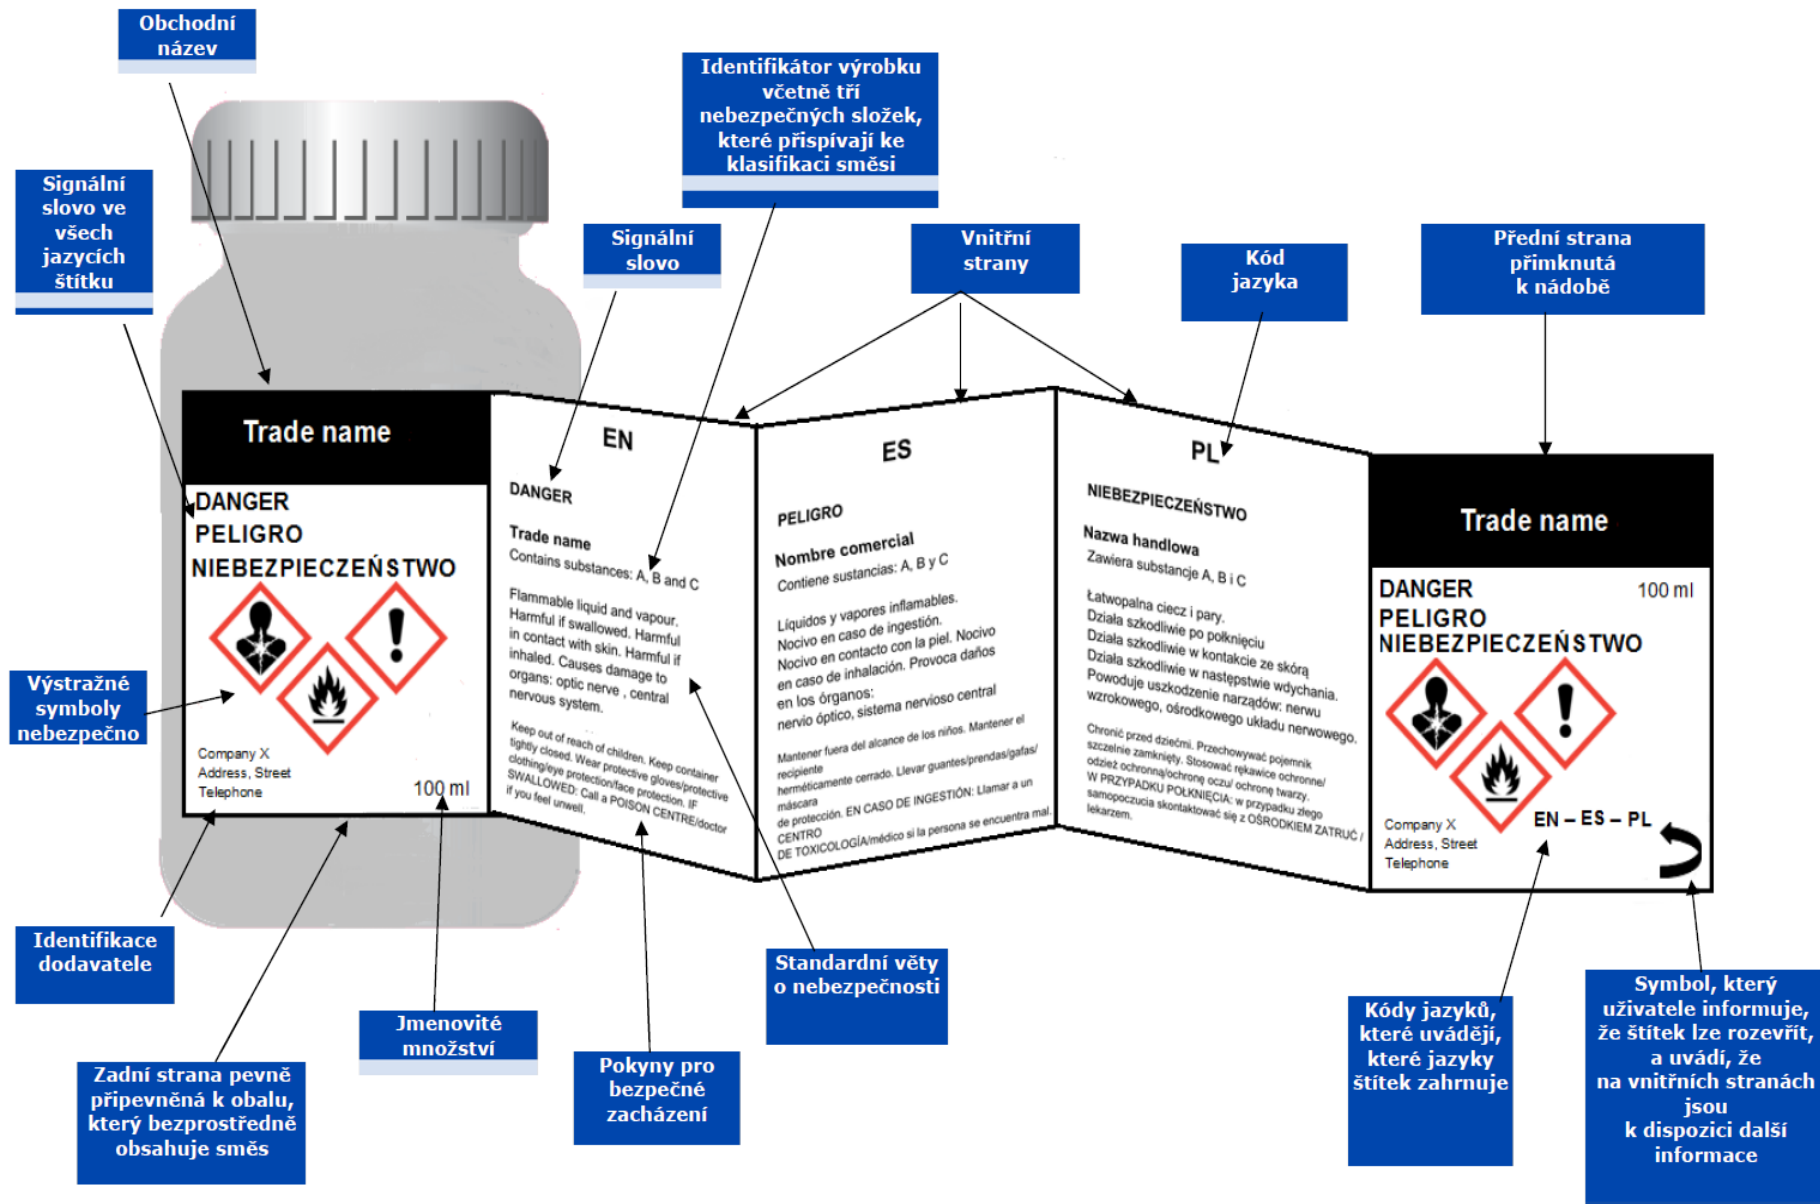 Obchodní
název
Identifikátor výrobku
včetně tří
nebezpečných složek,
které přispívají ke
klasifikaci směsi
Signální
slovo ve
všech
jazycích
štítku
Signální
slovo
Vnitřní
strany
Kód
jazyka
Přední strana
přimknutá
k nádobě
Trade name
DANGER
PELIGRO
NIEBEZPIECZEŃSTWO
Company X
Address, Street
Telephone
100 ml
EN
DANGER
Trade name
Contains substances: A, B and C
Flammable liquid and vapour.
Harmful if swallowed. Harmful
in contact with skin. Harmful if
inhaled. Causes damage to
organs: optic nerve , central
nervous system.
Keep out of reach of children. Keep container
tightly closed. Wear protective gloves/protective
clothing/eye protection/face protection. IF
SWALLOWED: Call a POISON CENTRE/doctor
if you feel unwell.
ES
PELIGRO
Nombre comercial
Contiene sustancias: A, B y C
Líquidos y vapores inflamables.
Nocivo en caso de ingestión.
Nocivo en contacto con la piel. Nocivo
en caso de inhalación. Provoca daños
en los órganos:
nervio óptico, sistema nervioso central
Mantener fuera del alcance de los niños. Mantener el
recipiente
herméticamente cerrado. Llevar guantes/prendas/gafas/
máscara
de protección. EN CASO DE INGESTIÓN: Llamar a un
CENTRO
DE TOXICOLOGÍA/médico si la persona se encuentra mal.
PL
NIEBEZPIECZEŃSTWO
Nazwa handlowa
Zawiera substancje A, B i C
Łatwopalna ciecz i pary.
Działa szkodliwie po połknięciu
Działa szkodliwie w kontakcie ze skórą
Działa szkodliwie w następstwie wdychania.
Powoduje uszkodzenie narządów: nerwu
wzrokowego, ośrodkowego układu nerwowego.
Chronić przed dziećmi. Przechowywać pojemnik
szczelnie zamknięty. Stosować rękawice ochronne/
odzież ochronną/ochronę oczu/ ochronę twarzy.
W PRZYPADKU POŁKNIĘCIA: w przypadku złego
samopoczucia skontaktować się z OŚRODKIEM ZATRUĆ /
lekarzem.
Trade name
DANGER
100 ml
PELIGRO
NIEBEZPIECZEŃSTWO
EN – ES – PL
Company X
Address, Street
Telephone
Výstražné
symboly
nebezpečno
Identifikace
dodavatele
Zadní strana pevně
připevněná k obalu,
který bezprostředně
obsahuje směs
Jmenovité
množství
Pokyny pro
bezpečné
zacházení
Standardní věty
o nebezpečnosti
Kódy jazyků,
které uvádějí,
které jazyky
štítek zahrnuje
Symbol, který
uživatele informuje,
že štítek lze rozevřít,
a uvádí, že
na vnitřních stranách
jsou
k dispozici další
informace